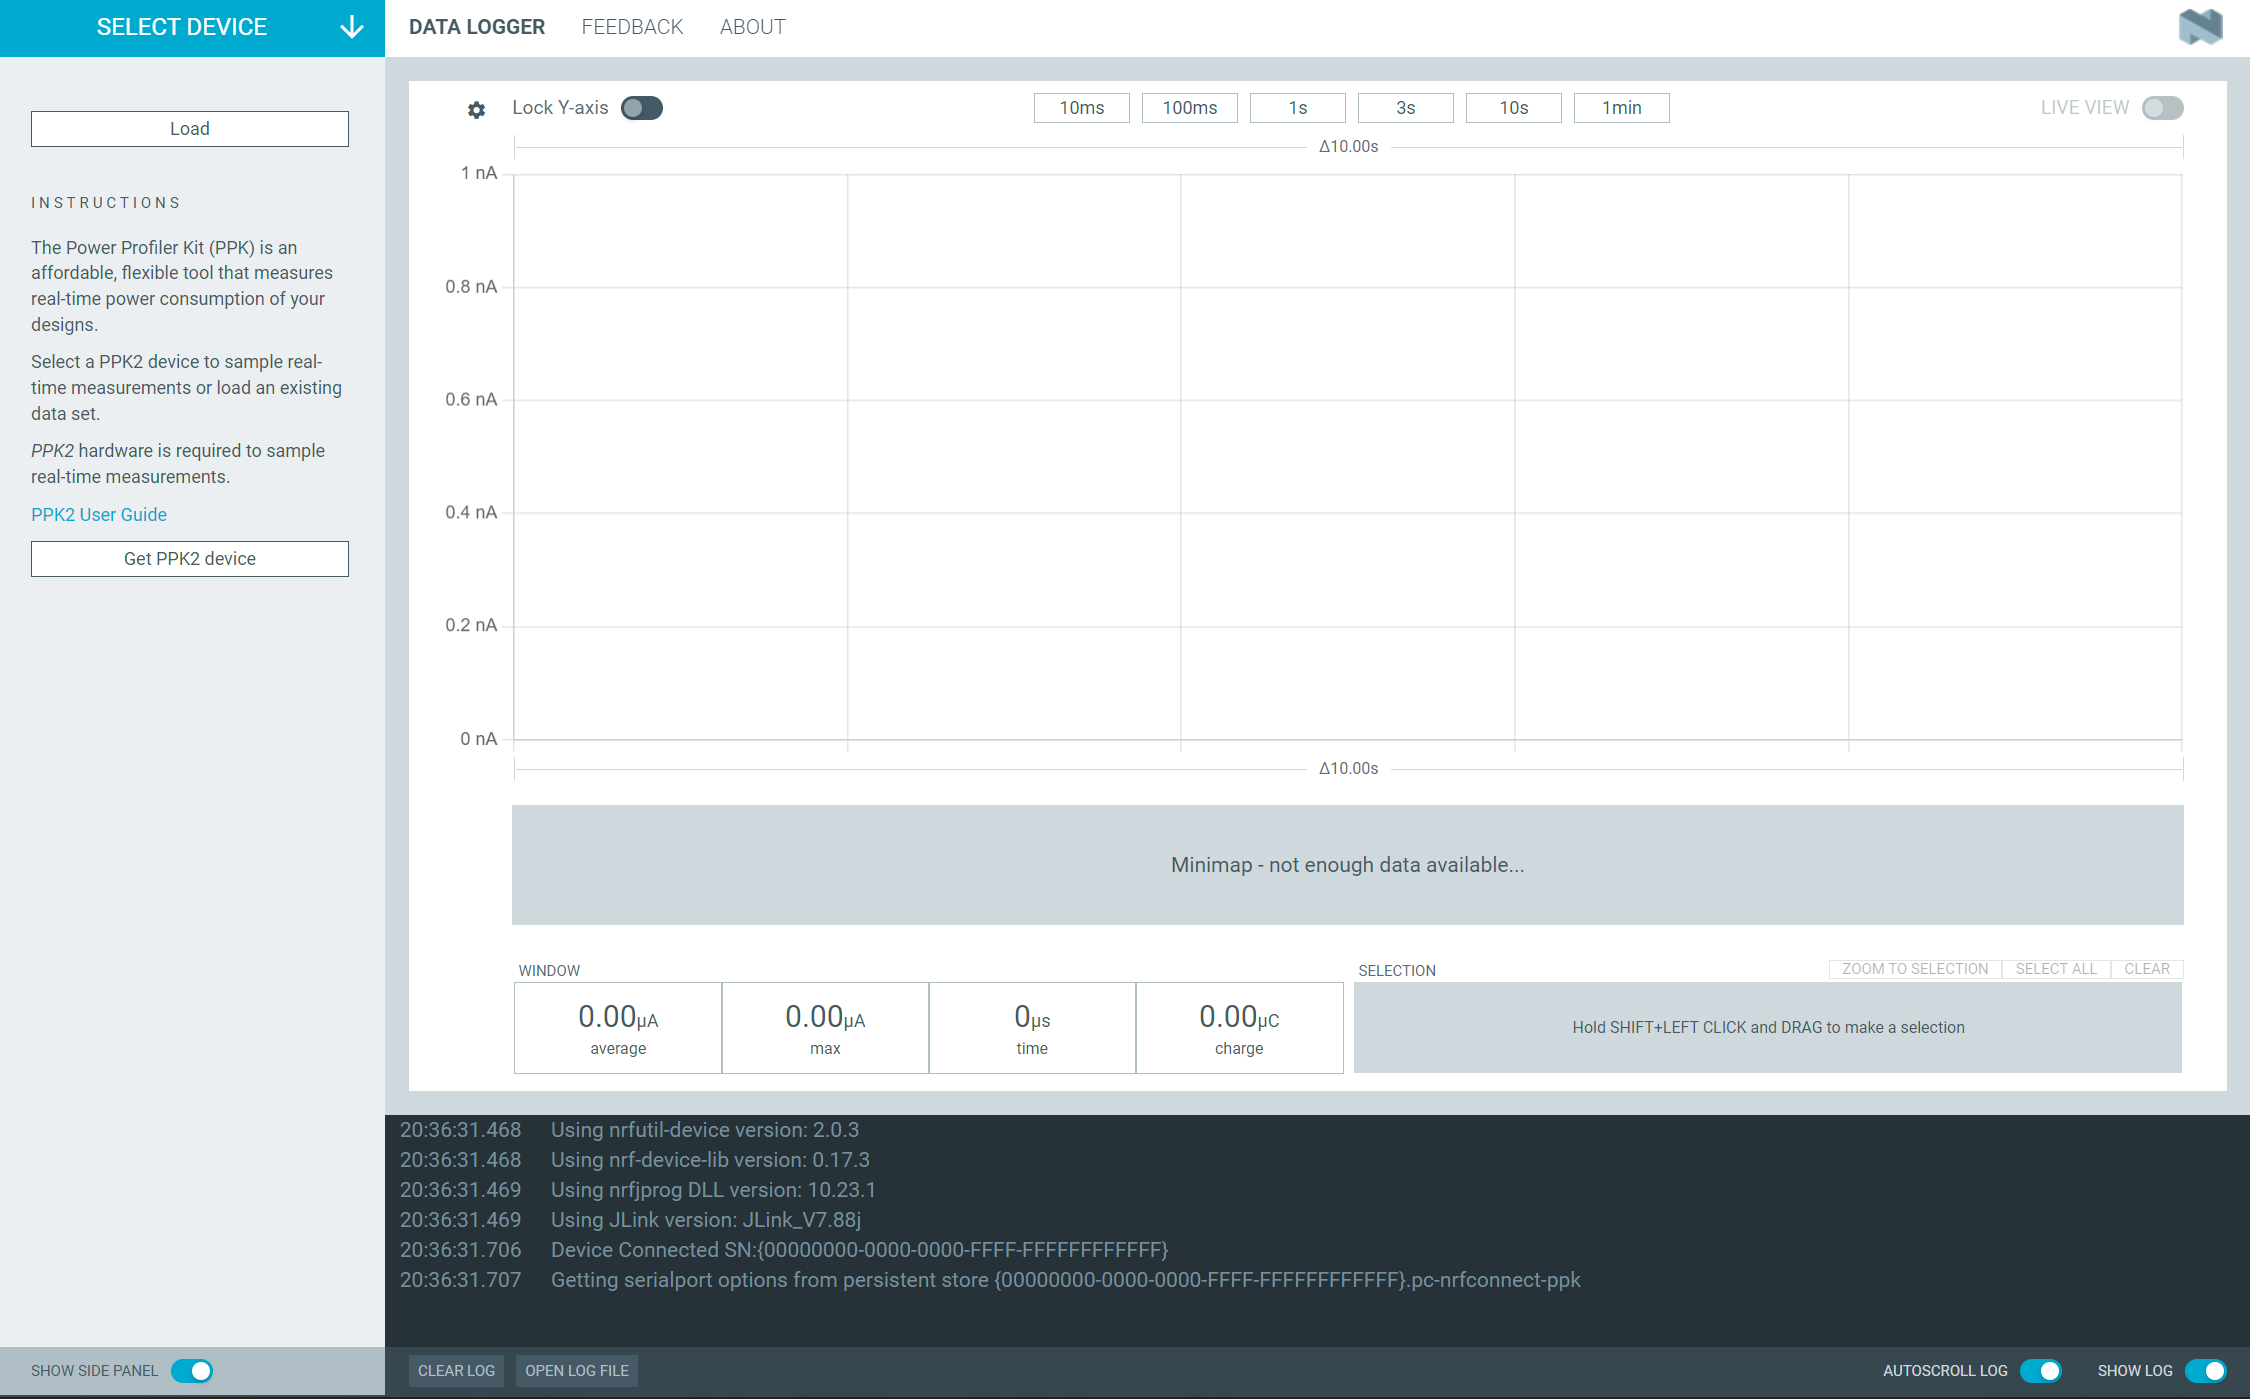 SELECT DEVICE
DATA LOGGER
FEEDBACK
ABOUT
Load
INSTRUCTIONS
The Power Profiler Kit (PPK) is an
affordable, flexible tool that measures
real-time power consumption of your
designs.
Select a PPK2 device to sample real-
time measurements or load an existing
data set.
PPK2 hardware is required to sample
real-time measurements.
PPK2 User Guide
Get PPK2 device
SHOW SIDE PANEL
Lock Y-axis
10ms
100ms
1s
3s
10s
1min
LIVE VIEW
Δ10.00s
1 nA
0.8 nA
0.6 nA
0.4 nA
0.2 nA
0 nA
Δ10.00s
Minimap - not enough data available...
WINDOW
0.00μA
average
0.00μA
max
0μs
time
0.00μC
charge
SELECTION
ZOOM TO SELECTION
SELECT ALL
CLEAR
Hold SHIFT+LEFT CLICK and DRAG to make a selection
20:36:31.468 Using nrfutil-device version: 2.0.3
20:36:31.468 Using nrf-device-lib version: 0.17.3
20:36:31.469 Using nrfjprog DLL version: 10.23.1
20:36:31.469 Using JLink version: JLink_V7.88j
20:36:31.706 Device Connected SN:{00000000-0000-0000-FFFF-FFFFFFFFFFFF}
20:36:31.707 Getting serialport options from persistent store {00000000-0000-0000-FFFF-FFFFFFFFFFFF}.pc-nrfconnect-ppk
CLEAR LOG
OPEN LOG FILE
AUTOSCROLL LOG
SHOW LOG